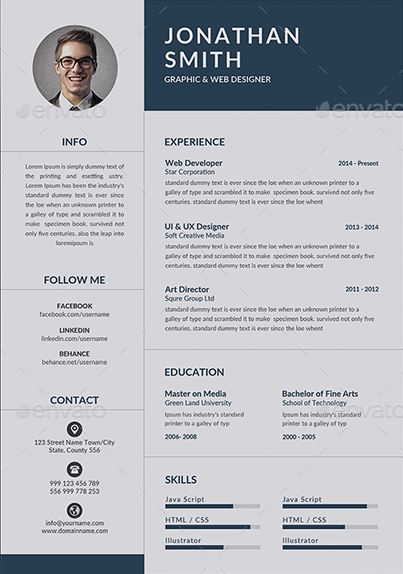 JONATHAN
SMITH
GRAPHIC & WEB DESIGNER
INFO
Lorem Ipsum is simply dummy text of
the printing and esetting ustry.
Lorem Ipsum has been the industry's
standard dummy text is ever since the
loe when an unknown printer to a
galley of type and scrambled it to
make specimen book. survived not
only five centuries. also the leap into
loremipsum is
FOLLOW ME
FACEBOOK
facebook.com/username
LINKEDIN
linkedin.com/username
BEHANCE
behance.net/username
CONTACT
123 Street Name Town/City
State, County 556
999 123 456 789
556 999 778 253
info@yourname.com
www.domainname.com
EXPERIENCE
Web Developer 2014 - Present
Star Corporation
standard dummy text is ever since the loe when an unknown printer to a
galley of type and scrambled it to make specimen book. survived not only five
centuries. standard dummy text is ever since the loe whent
UI & UX Designer 2013 - 2014
Soft Creative Media
standard dummy text is ever since the loe when an unknown printer to a
galley of type and scrambled it to make specimen book. survived not only five
centuries. standard dummy text is ever since the loe whent
Art Director 2011 - 2012
Squre Group Ltd
standard dummy text is ever since the loe when an unknown printer to a
galley of type and scrambled it to make specimen book. survived not only five
centuries. standard dummy text is ever since the loe whent
EDUCATION
Master on Media
Green Land University
Ipsum has industry's standard
printer to a galley of typ
2006- 2008
Bachelor of Fine Arts
School of Technology
Ipsum has industry's standard
printer to a galley of typ
2000 - 2005
SKILLS
Java Script
HTML / CSS
Illustrator
Java Script
HTML / CSS
Illustrator
envato
envato
envato
envato